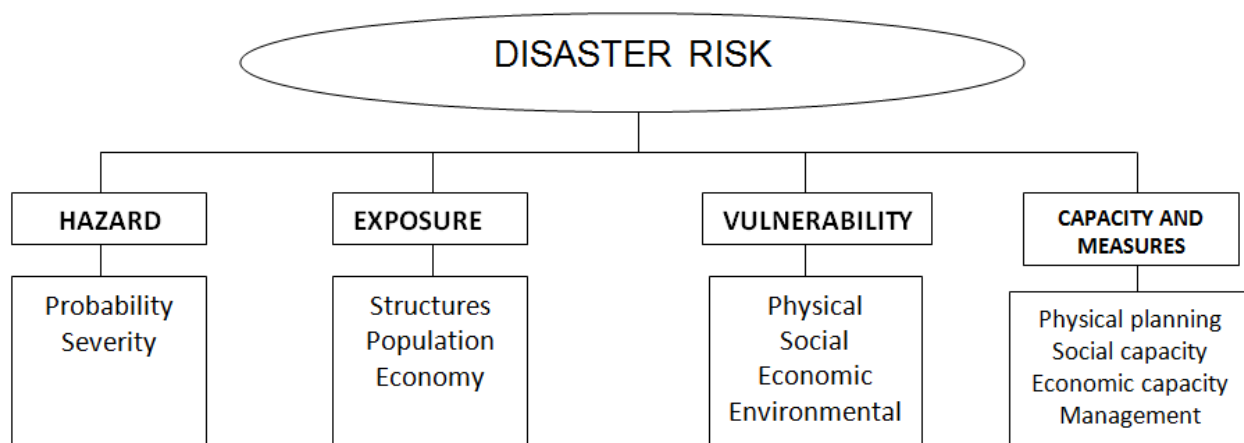 DISASTER RISK
HAZARD
Probability
Severity
EXPOSURE
Structures
Population
Economy
VULNERABILITY
Physical
Social
Economic
Environmental
CAPACITY AND
MEASURES
Physical planning
Social capacity
Economic capacity
Management